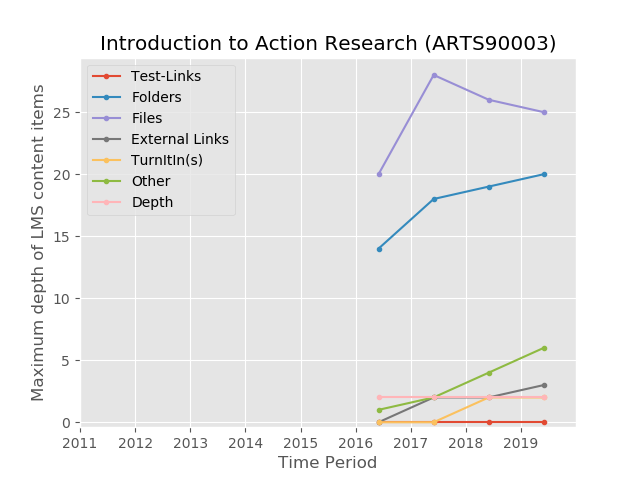 Introduction to Action Research (ARTS90003)
Test-Links
Folders
Files
External Links
TurnItIn(s)
Other
Depth
Maximum depth of LMS content items
25
20
15
10
5
0
2011 2012 2013 2014 2015 2016 2017 2018 2019
Time Period